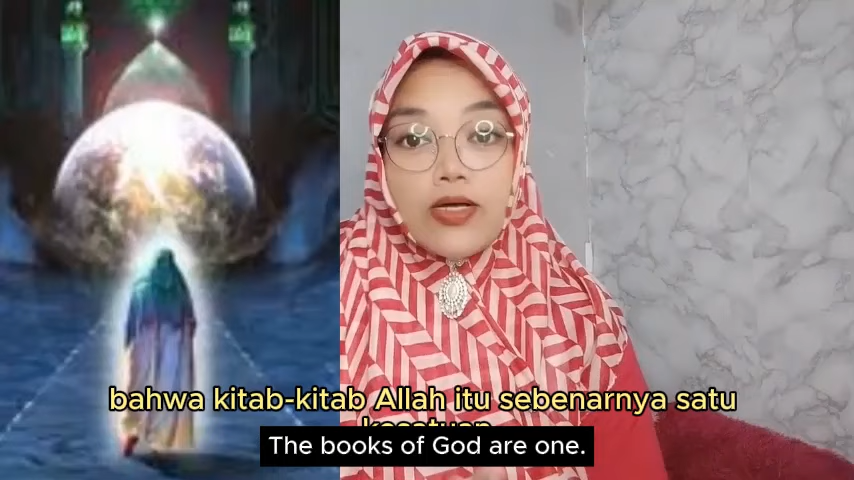 bahwa kitab-kitab Allah itu sebenarnya satu
The books of God are one.